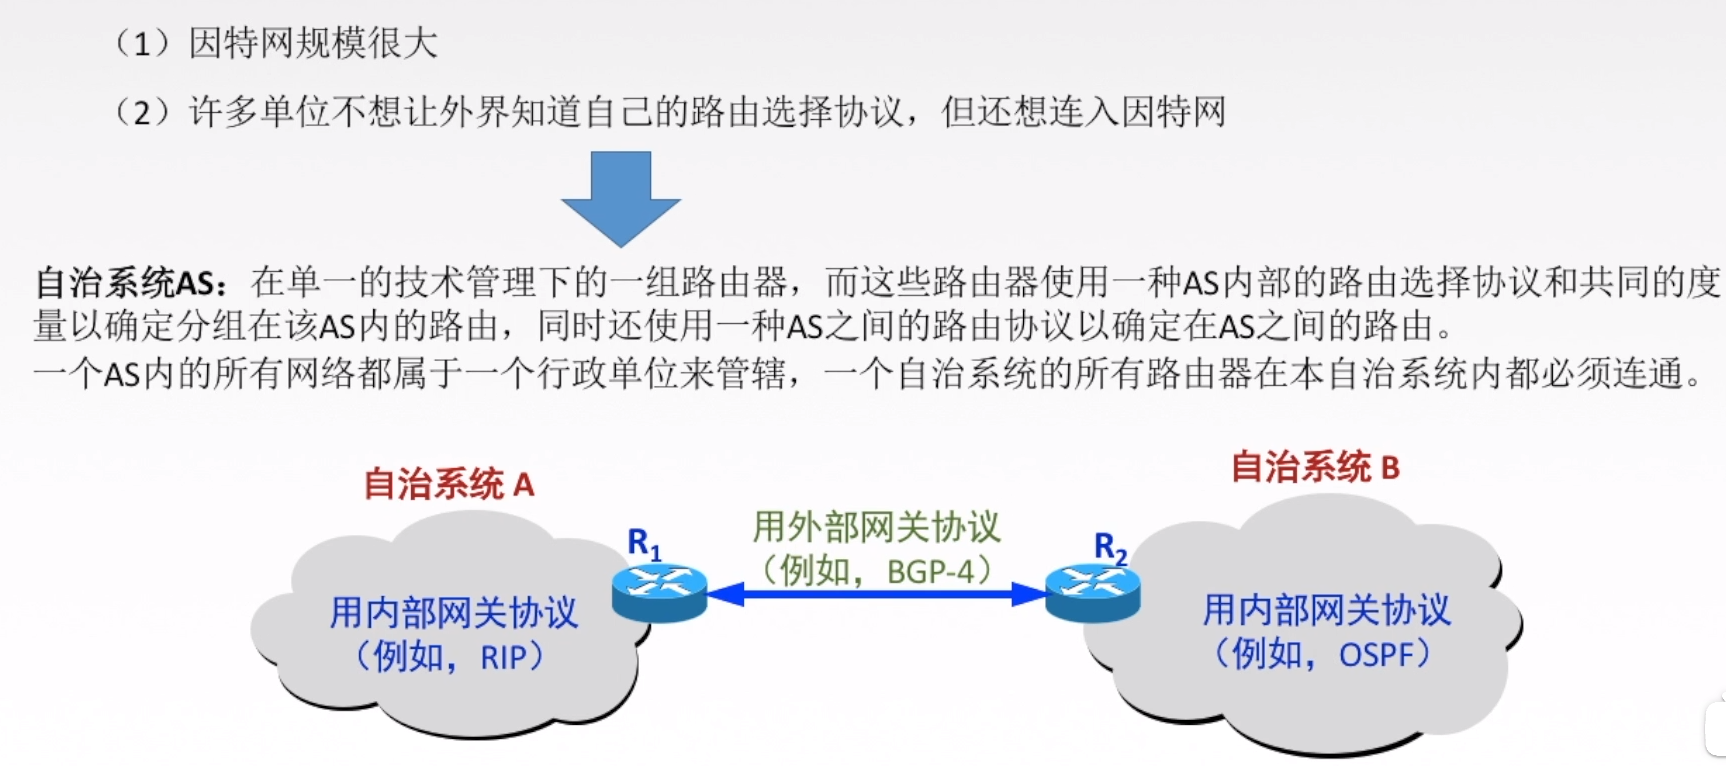 （1）因特网规模很大
（2）许多单位不想让外界知道自己的路由选择协议，但还想连入因特网
自治系统AS：在单一的技术管理下的一组路由器，而这些路由器使用一种AS内部的路由选择协议和共同的度
量以确定分组在该AS内的路由，同时还使用一种AS之间的路由协议以确定在AS之间的路由。
一个AS内的所有网络都属于一个行政单位来管辖，一个自治系统的所有路由器在本自治系统内都必须连通。
自治系统 A
自治系统 B
R1
用外部网关协议
（例如，BGP-4）
R2
用内部网关协议
（例如，RIP）
用内部网关协议
（例如，OSPF）